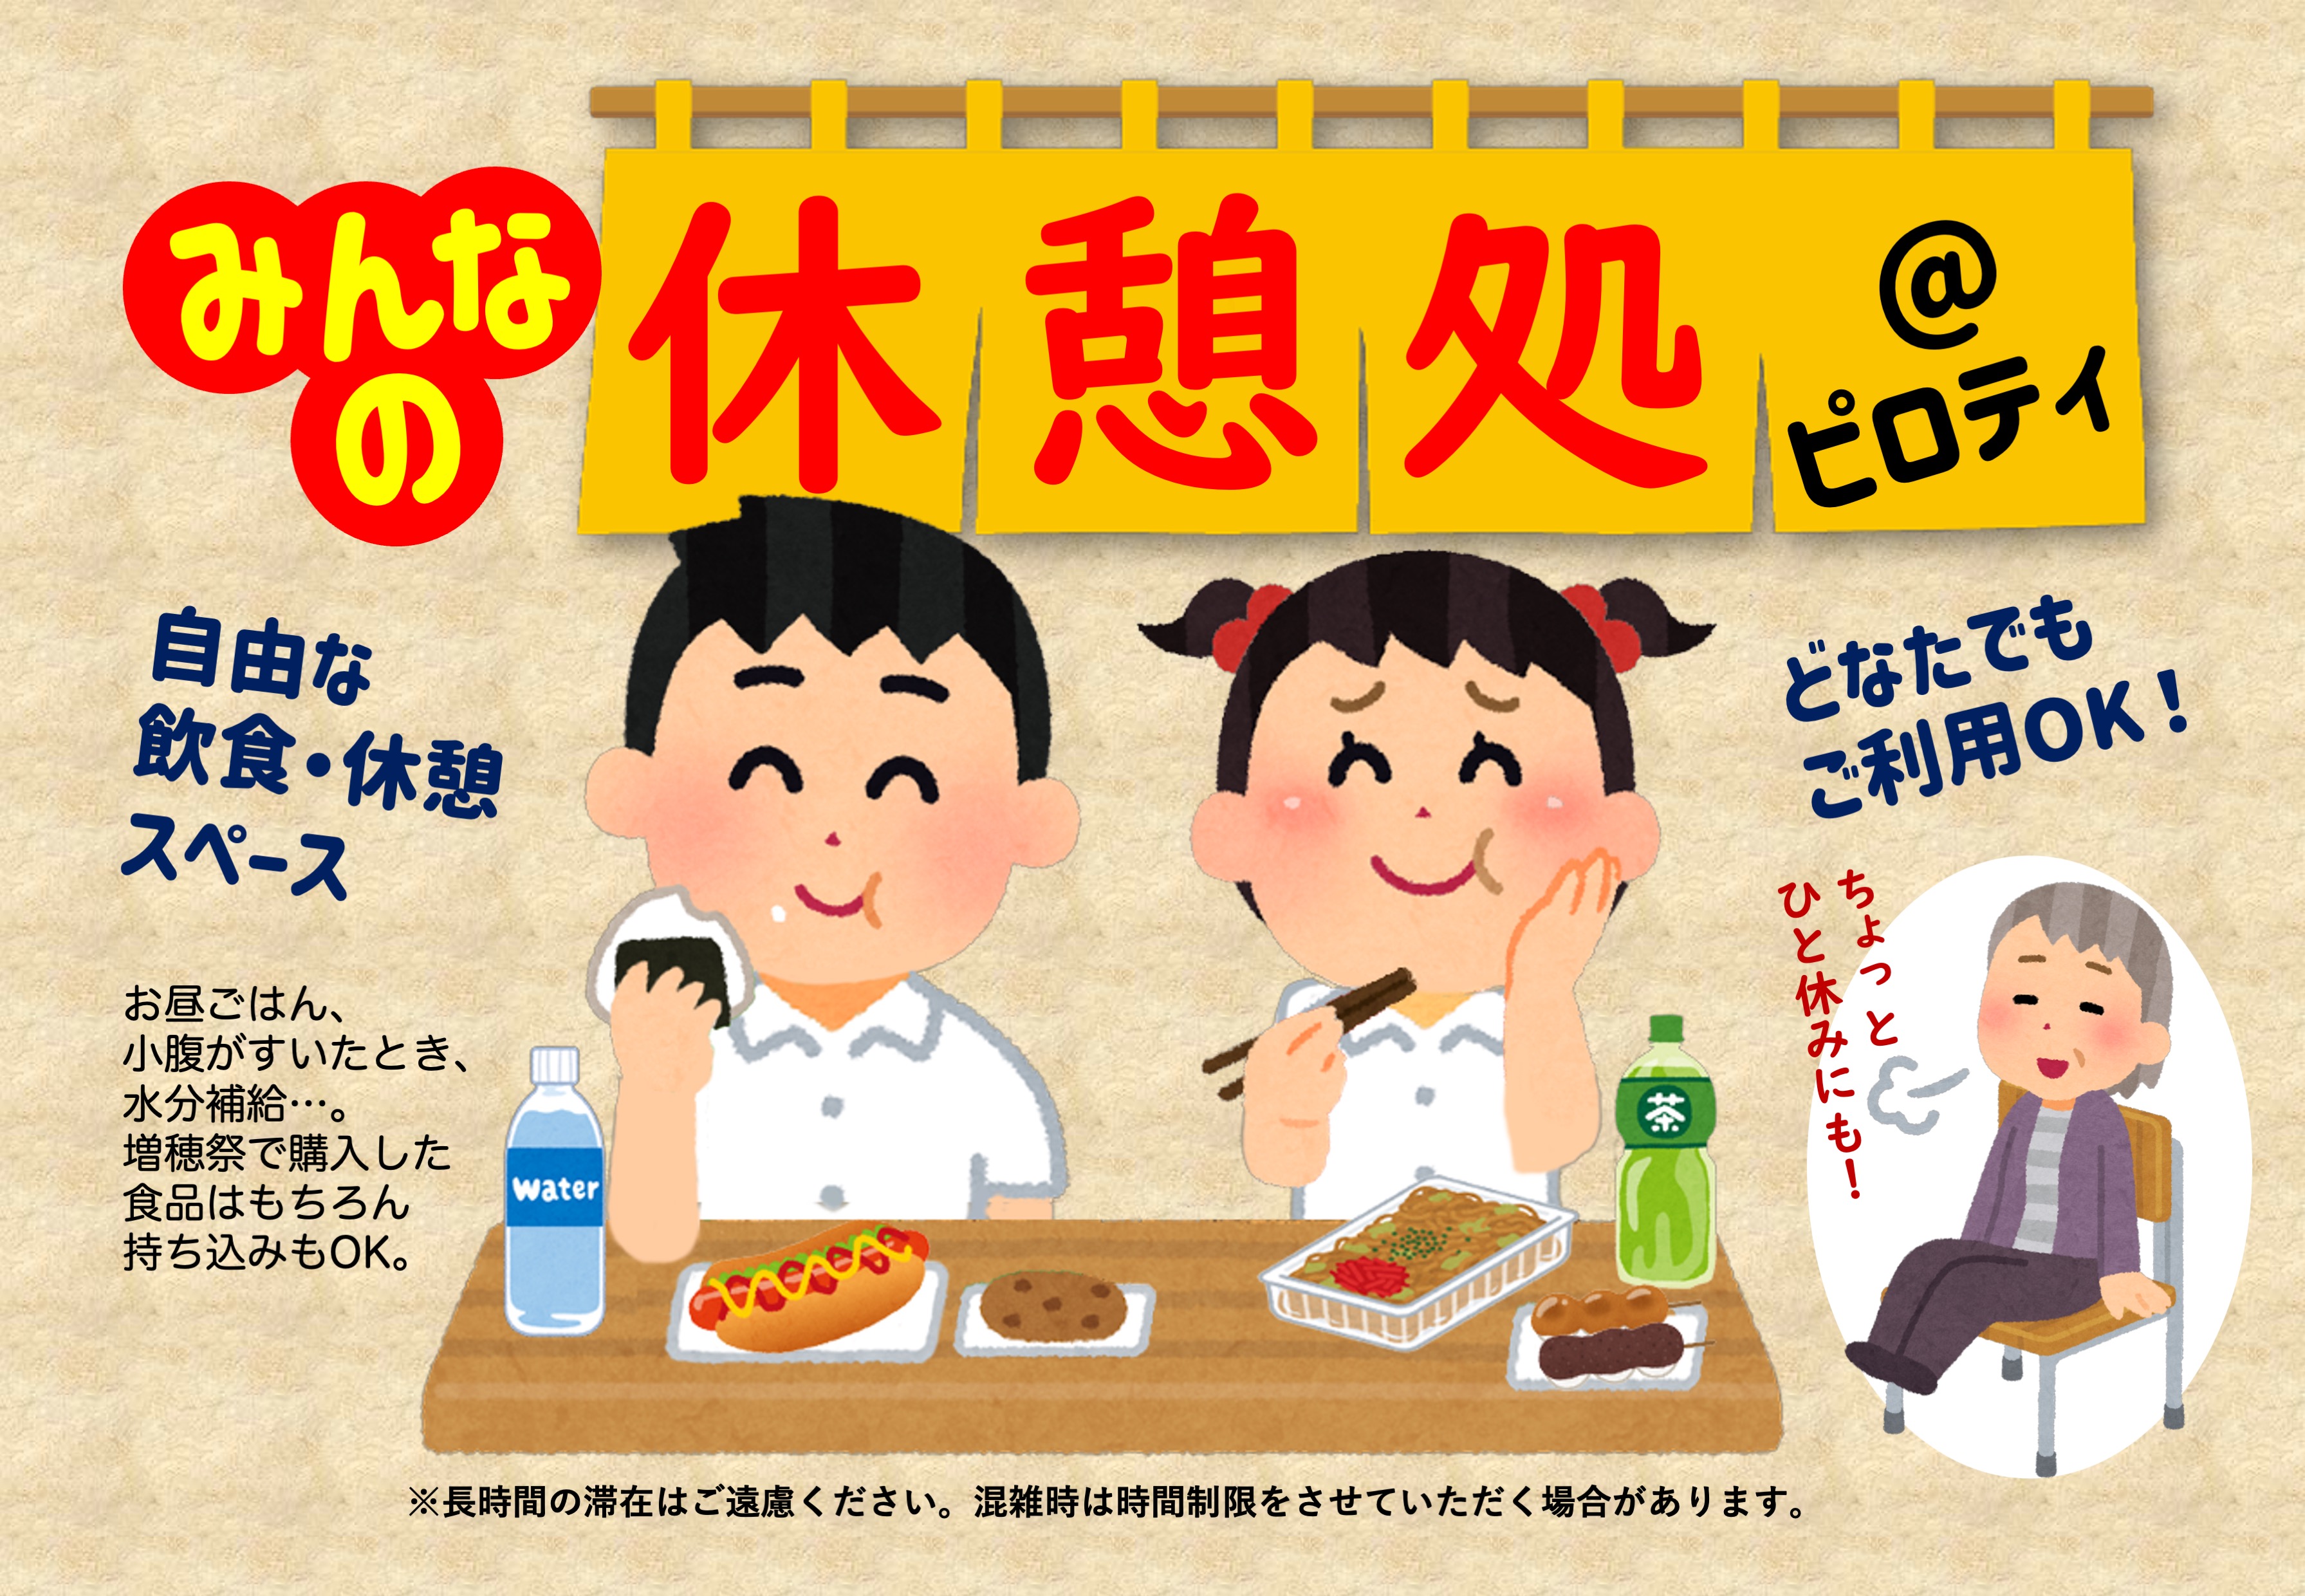 みんな
の
休憩処
@
ピロティ
自由な
飲食・休憩
スペース
どなたでも
ご利用OK!
ちょっと
ひと休みにも!
お昼ごはん、
小腹がすいたとき、
水分補給…。
増穂祭で購入した
食品はもちろん
持ち込みもOK。
Water
茶
※長時間の滞在はご遠慮ください。混雑時は時間制限をさせていただく場合があります。